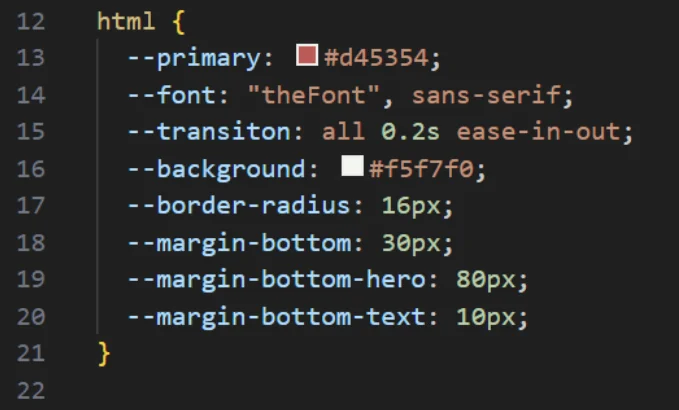 12 html {
13 --primary: #d45354;
14 --font: "theFont", sans-serif;
15 --transiton: all 0.2s ease-in-out;
16 --background: #f5f7f0;
17 --border-radius: 16px;
18 --margin-bottom: 30px;
19 --margin-bottom-hero: 80px;
20 --margin-bottom-text: 10px;
21 }
22